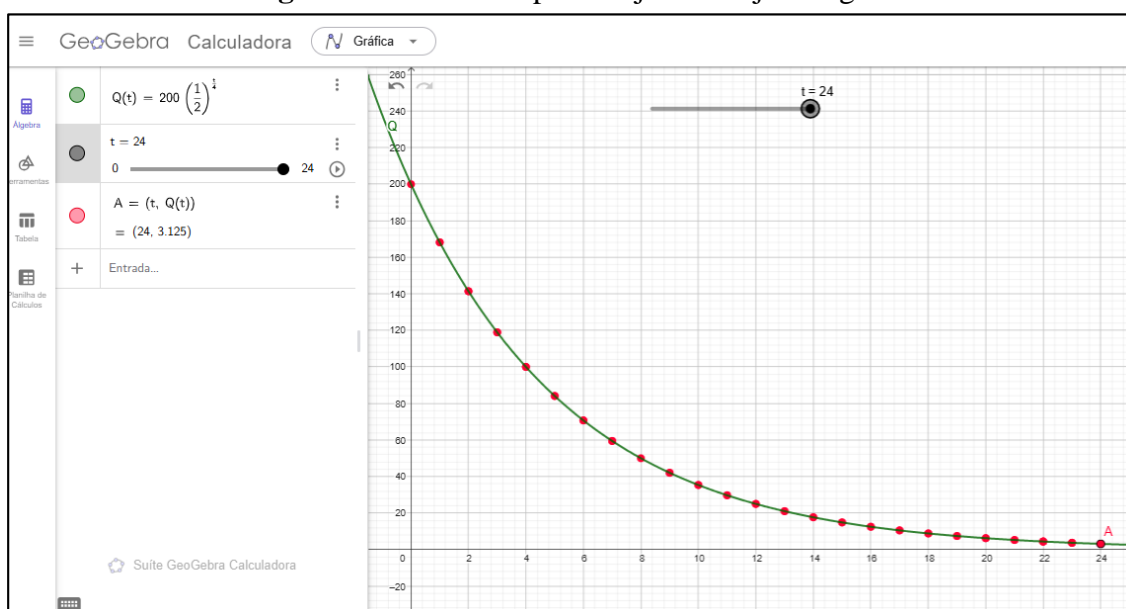 GeoGebra Calculadora Gráfica
Álgebra
Q(t) = 200 (1/2)^(t/4)
t = 24
0 24
erramentas
A = (t, Q(t))
= (24, 3.125)
Tabela
+ Entrada...
Planilha de
Cálculos
Suíte GeoGebra Calculadora
t = 24
Q
A
260
240
220
200
180
160
140
120
100
80
60
40
20
0 2 4 6 8 10 12 14 16 18 20 22 24
−20